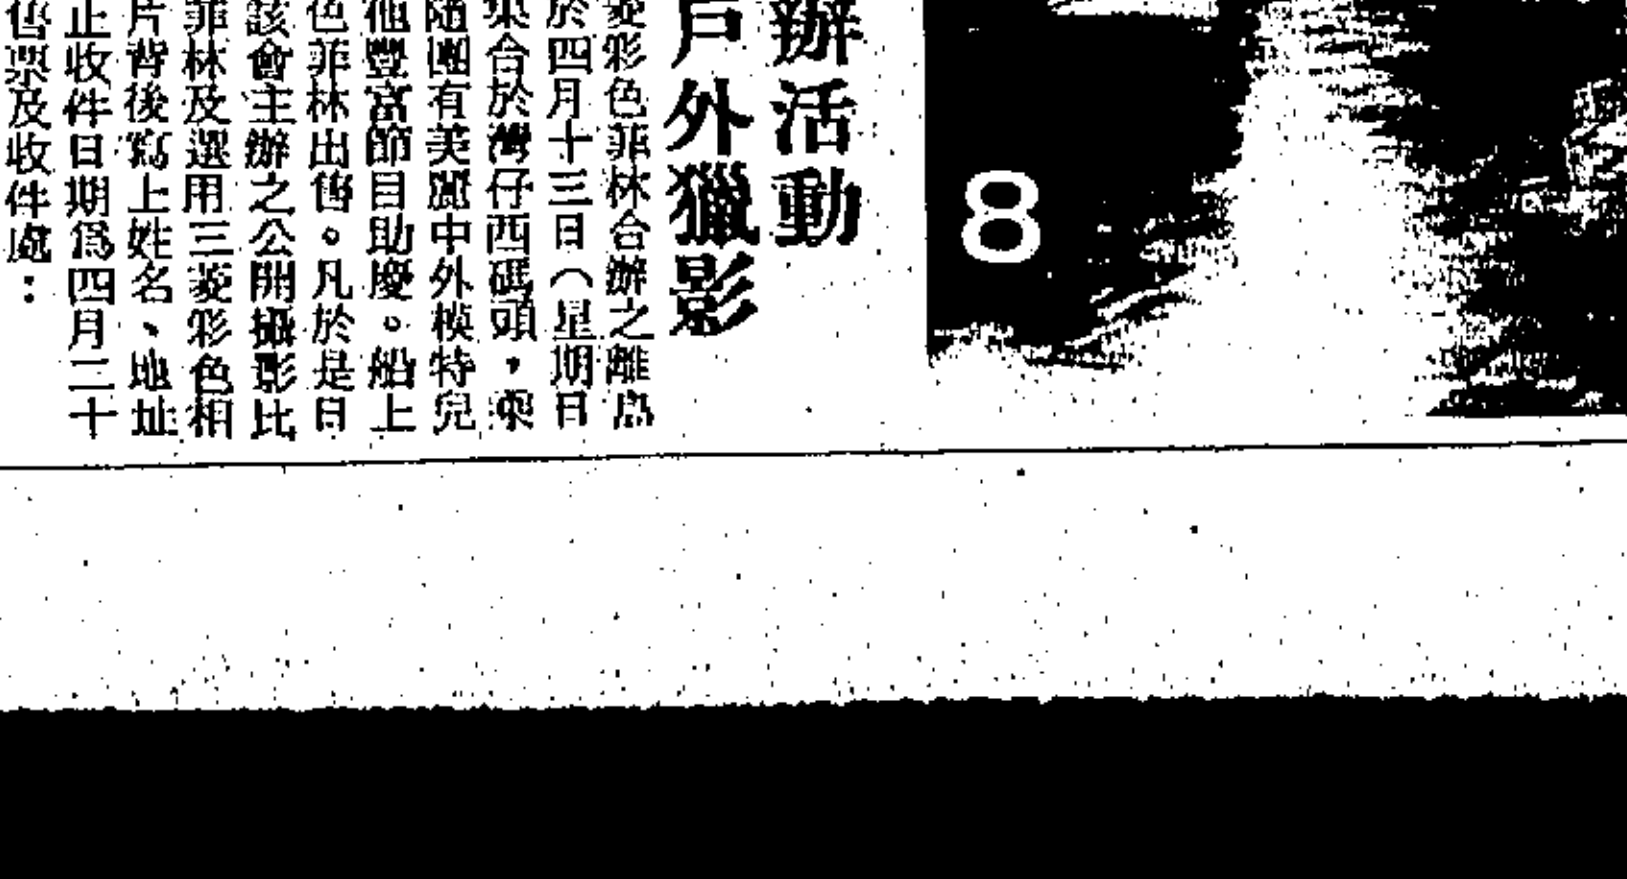 辦活動
戶外獵影
菱彩色菲林合辦之離島
於四月十三日（星期日
集合於灣仔西碼頭，乘
隨團有美麗中外模特兒
他豐富節目助慶。船上
色菲林出售。凡於是日
該會主辦之公開攝影比
菲林及選用三菱彩色相
片背後寫上姓名、地址
止收件日期為四月二十
售票及收件處：
8